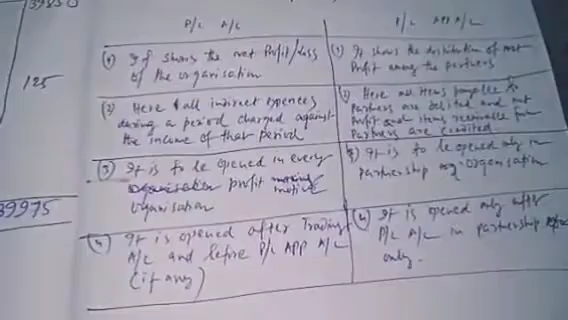 39850
125
39975
P/L A/C
(1) It shows the net Profit/Loss
of the organisation
(2) Here all indirect expences
during a period charged against
the income of that period
(3) It is to be opened in every
profit motive
organisation
(4) It is opened after Trading
A/C and before P/L APP A/C
(if any)
P/L APP A/C
(1) It shows the distribution of net
Profit among the partners
(2) Here all items payable to
Partners are debited and net
Profit and items receivable from
Partners are credited
(3) It is to be opened only in
Partnership organisation
(4) It is opened only after
P/L A/C in partnership
only.